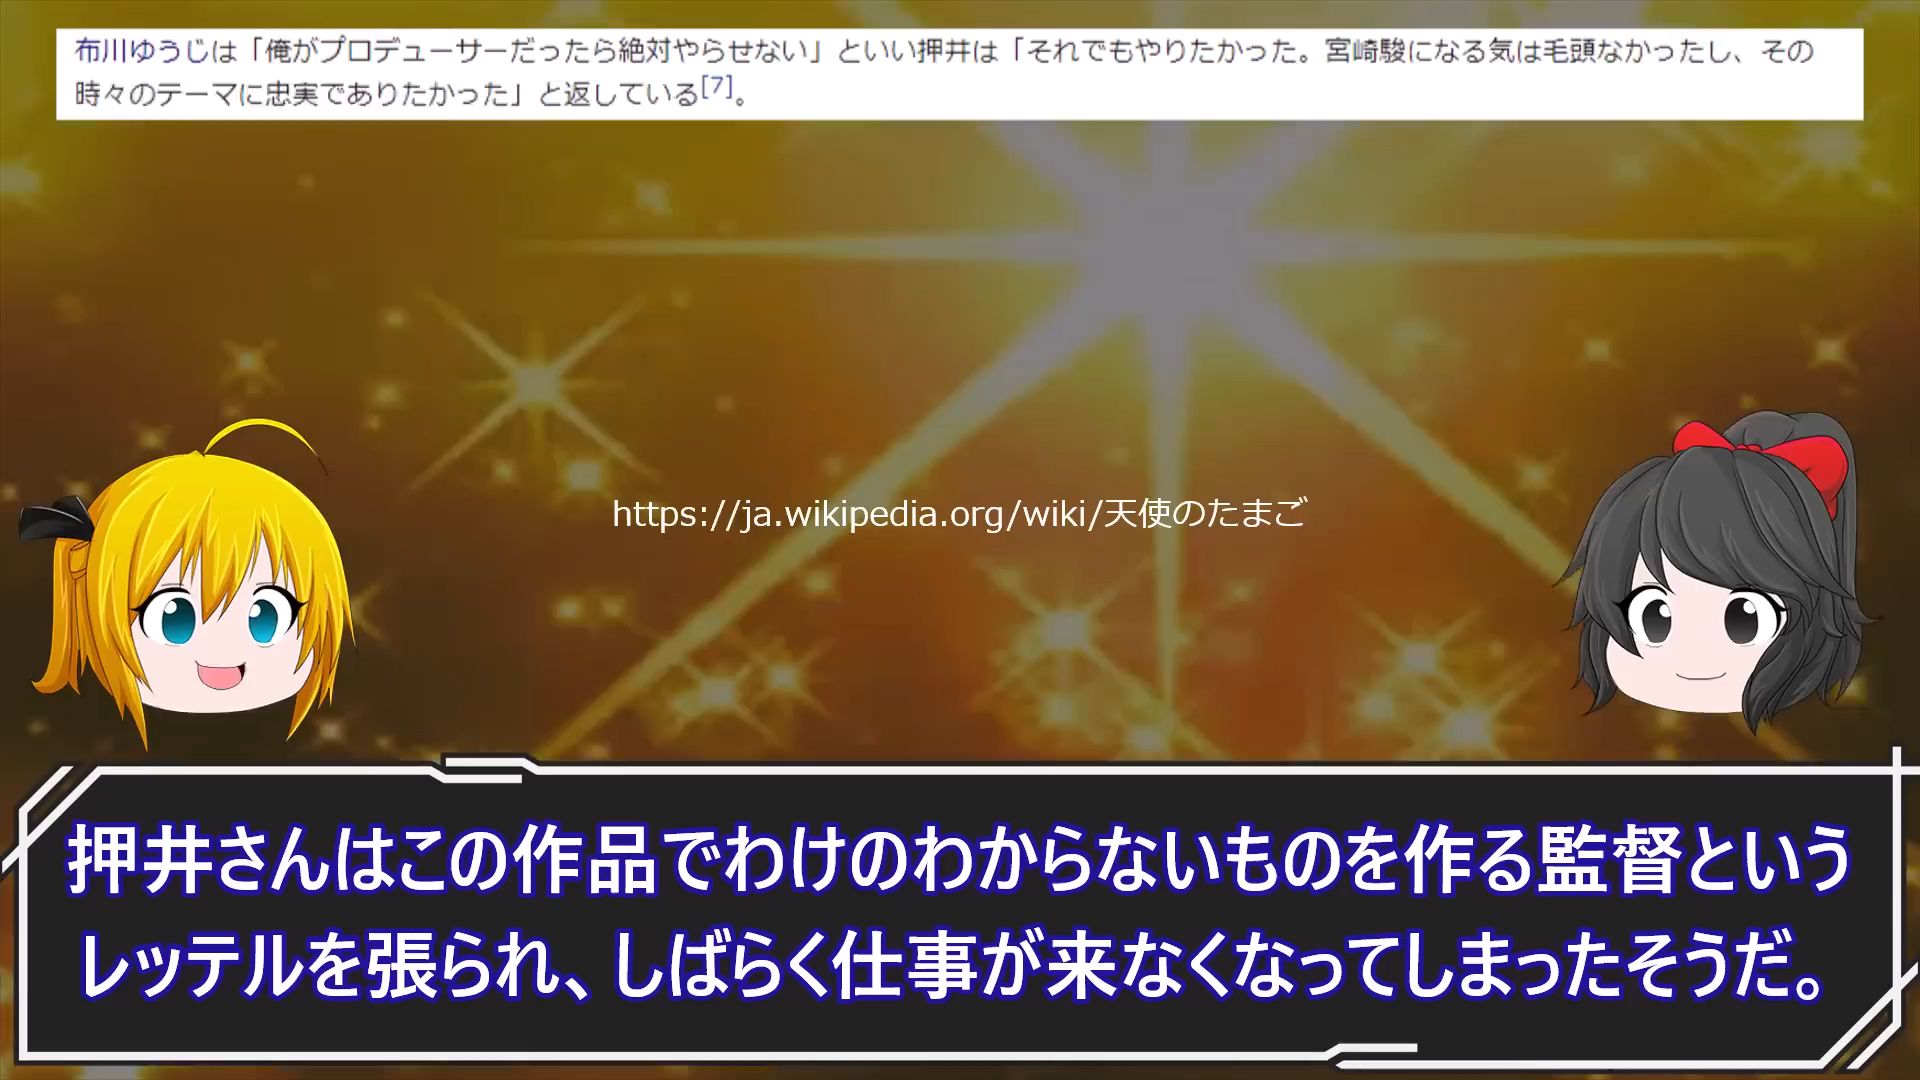 布川ゆうじは「俺がプロデューサーだったら絶対やらせない」といい押井は「それでもやりたかった。宮崎駿になる気は毛頭なかったし、その
時々のテーマに忠実でありたかった」と返している[7]。
https://ja.wikipedia.org/wiki/天使のたまご
押井さんはこの作品でわけのわからないものを作る監督という
レッテルを張られ、しばらく仕事が来なくなってしまったそうだ。